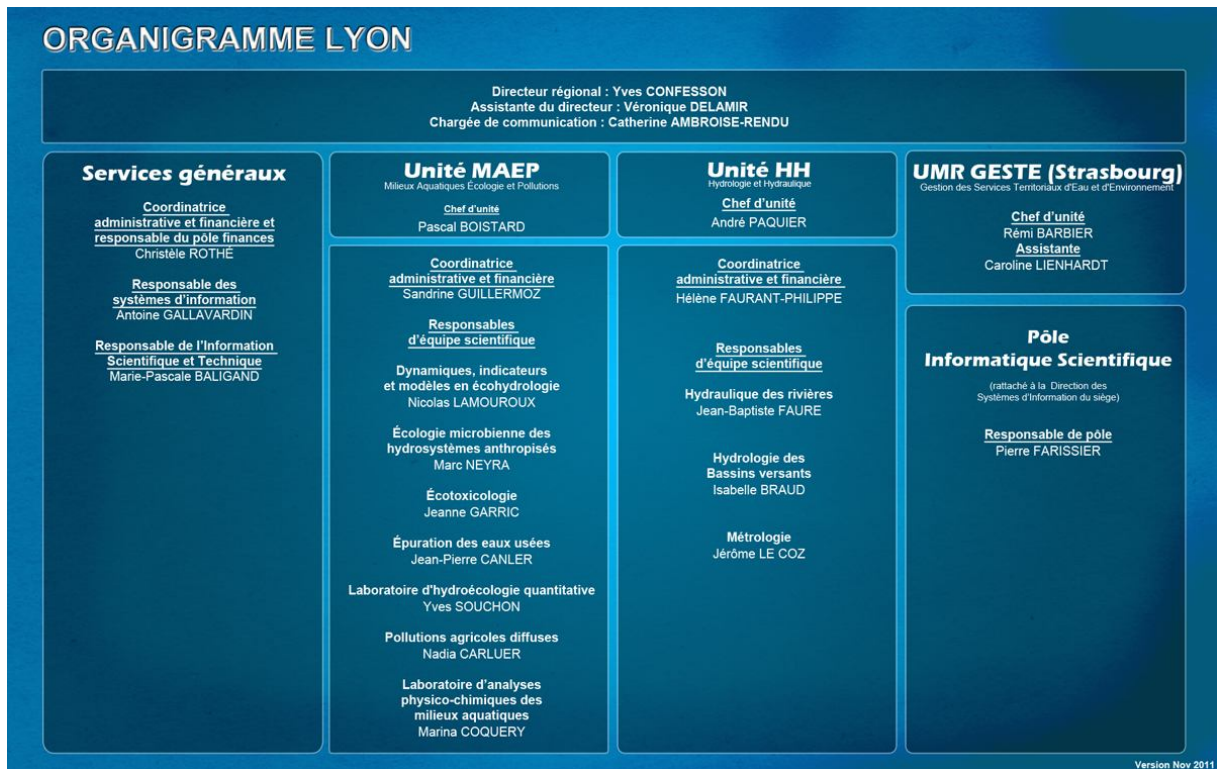 ORGANIGRAMME LYON
Directeur régional : Yves CONFESSON
Assistante du directeur : Véronique DELAMIR
Chargée de communication : Catherine AMBROISE-RENDU
Services généraux
Coordinatrice
administrative et financière et
responsable du pôle finances
Christèle ROTHÉ
Responsable des
systèmes d'information
Antoine GALLAVARDIN
Responsable de l'Information
Scientifique et Technique
Marie-Pascale BALIGAND
Unité MAEP
Milieux Aquatiques Écologie et Pollutions
Chef d'unité
Pascal BOISTARD
Coordinatrice
administrative et financière
Sandrine GUILLERMOZ
Responsables
d'équipe scientifique
Dynamiques, indicateurs
et modèles en écohydrologie
Nicolas LAMOUROUX
Écologie microbienne des
hydrosystèmes anthropisés
Marc NEYRA
Écotoxicologie
Jeanne GARRIC
Épuration des eaux usées
Jean-Pierre CANLER
Laboratoire d'hydroécologie quantitative
Yves SOUCHON
Pollutions agricoles diffuses
Nadia CARLUER
Laboratoire d'analyses
physico-chimiques des
milieux aquatiques
Marina COQUERY
Unité HH
Hydrologie et Hydraulique
Chef d'unité
André PAQUIER
Coordinatrice
administrative et financière
Hélène FAURANT-PHILIPPE
Responsables
d'équipe scientifique
Hydraulique des rivières
Jean-Baptiste FAURE
Hydrologie des
Bassins versants
Isabelle BRAUD
Métrologie
Jérôme LE COZ
UMR GESTE (Strasbourg)
Gestion des Services Territoriaux d'Eau et d'Environnement
Chef d'unité
Rémi BARBIER
Assistante
Caroline LIENHARDT
Pôle
Informatique Scientifique
(rattaché à la Direction des
Systèmes d'Information du siège)
Responsable de pôle
Pierre FARISSIER
Version Nov 2011